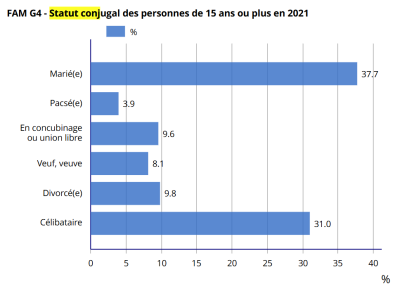 FAM G4 - Statut conjugal des personnes de 15 ans ou plus en 2021
%
Marié(e)
37.7
Pacsé(e)
3.9
En concubinage
ou union libre
9.6
Veuf, veuve
8.1
Divorcé(e)
9.8
Célibataire
31.0
0 5 10 15 20 25 30 35 40
%